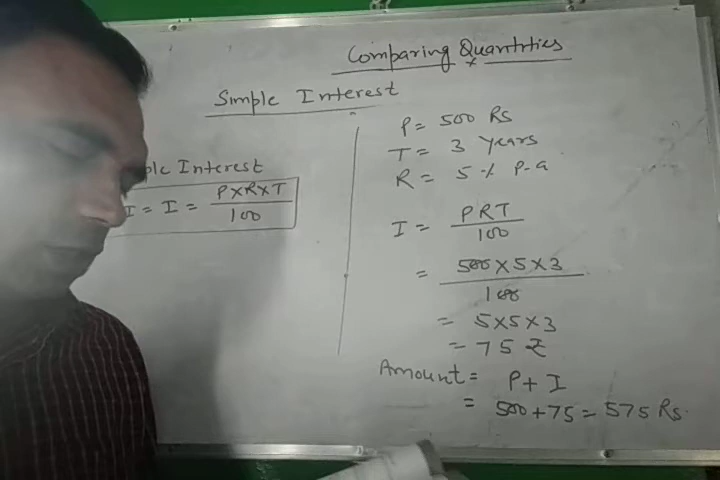 Comparing Quantities
Simple Interest
Interest
I = I = PXRXT
100
P = 500 Rs
T = 3 Years
R = 5 % P-a
I = PRT
100
= 500 X 5 X 3
100
= 5 X 5 X 3
= 75 ₹
Amount = P + I
= 500 + 75 = 575 Rs.